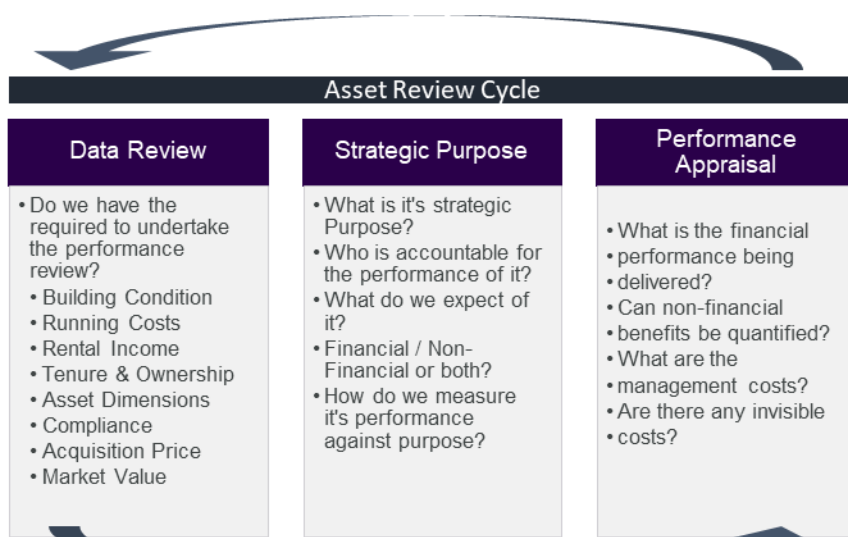 Asset Review Cycle
Data Review
• Do we have the
required to undertake
the performance
review?
• Building Condition
• Running Costs
• Rental Income
• Tenure & Ownership
• Asset Dimensions
• Compliance
• Acquisition Price
• Market Value
Strategic Purpose
• What is it's strategic
Purpose?
• Who is accountable for
the performance of it?
• What do we expect of
it?
• Financial / Non-
Financial or both?
• How do we measure
it's performance
against purpose?
Performance
Appraisal
• What is the financial
• performance being
• delivered?
• Can non-financial
• benefits be quantified?
• What are the
• management costs?
• Are there any invisible
• costs?